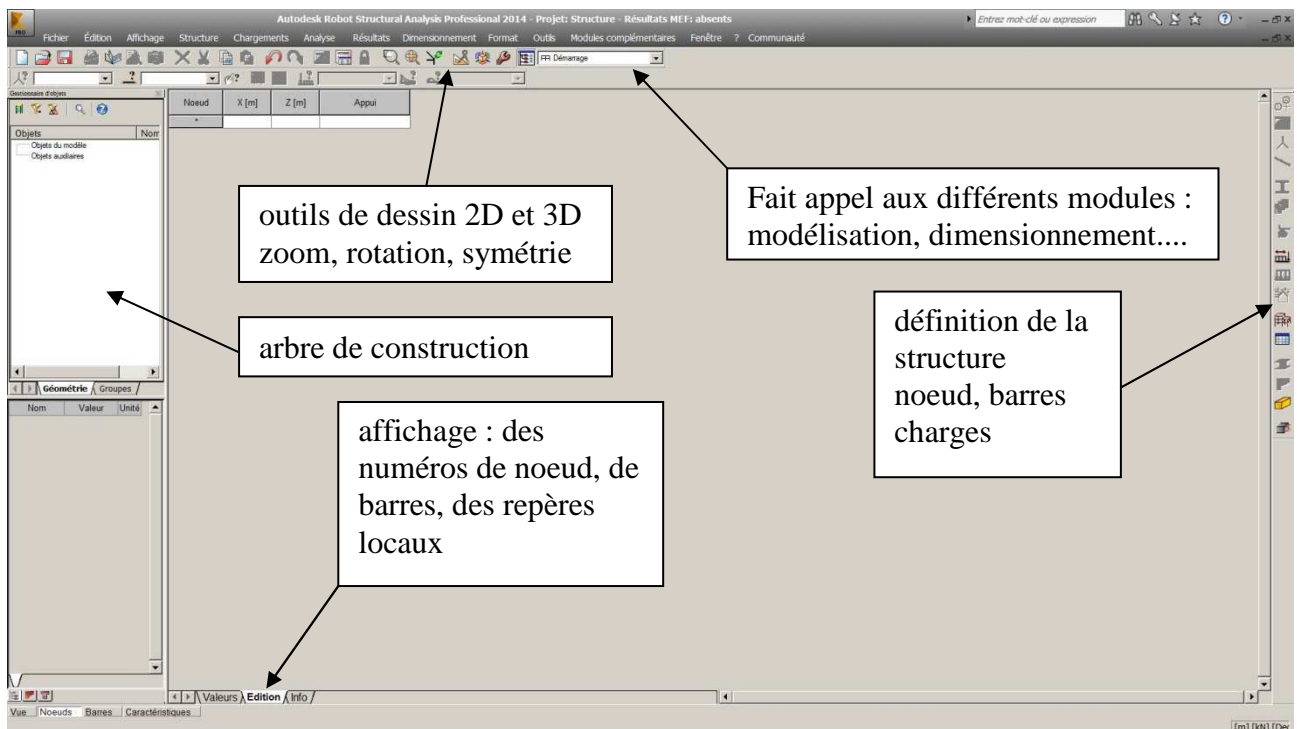 Autodesk Robot Structural Analysis Professional 2014 - Projet: Structure - Résultats MEF: absents
Entrez mot-clé ou expression
PRO
Fichier Édition Affichage Structure Chargements Analyse Résultats Dimensionnement Format Outils Modules complémentaires Fenêtre ? Communauté
Démarrage
Gestionnaire d'objets
Noeud X [m] Z [m] Appui
*
Objets Nom
Objets du modèle
Objets auxiliaires
outils de dessin 2D et 3D
zoom, rotation, symétrie
Fait appel aux différents modules :
modélisation, dimensionnement....
arbre de construction
définition de la
structure
noeud, barres
charges
Géométrie Groupes
Nom Valeur Unité
affichage : des
numéros de noeud, de
barres, des repères
locaux
Valeurs Edition Info
Vue Noeuds Barres Caractéristiques
[m] [kN] [Deg